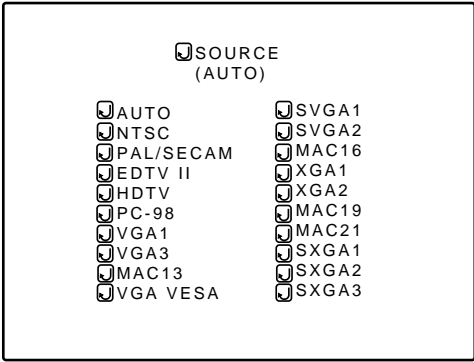 SOURCE
(AUTO)
AUTO
NTSC
PAL/SECAM
EDTV II
HDTV
PC-98
VGA1
VGA3
MAC13
VGA VESA
SVGA1
SVGA2
MAC16
XGA1
XGA2
MAC19
MAC21
SXGA1
SXGA2
SXGA3